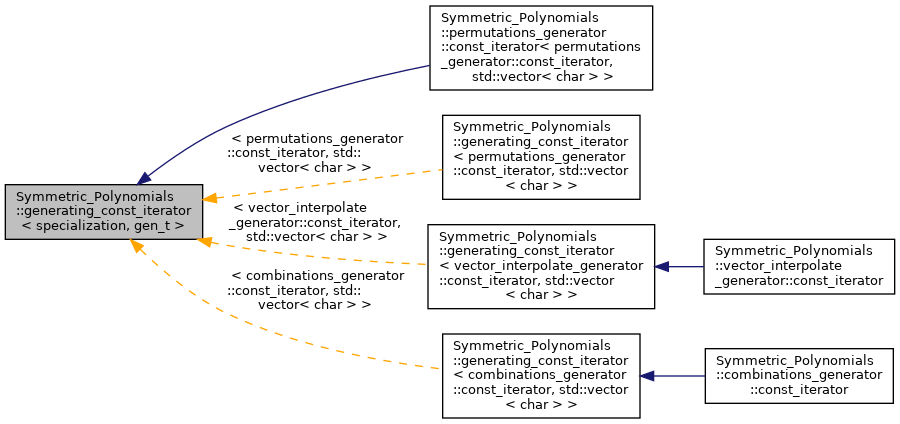 Symmetric_Polynomials
::permutations_generator
::const_iterator< permutations
_generator::const_iterator,
std::vector< char > >
< permutations_generator
::const_iterator, std::
vector< char > >
Symmetric_Polynomials
::generating_const_iterator
< permutations_generator
::const_iterator, std::vector
< char > >
Symmetric_Polynomials
::generating_const_iterator
< specialization, gen_t >
< vector_interpolate
_generator::const_iterator,
std::vector< char > >
Symmetric_Polynomials
::generating_const_iterator
< vector_interpolate_generator
::const_iterator, std::vector
< char > >
Symmetric_Polynomials
::vector_interpolate
_generator::const_iterator
< combinations_generator
::const_iterator, std::
vector< char > >
Symmetric_Polynomials
::generating_const_iterator
< combinations_generator
::const_iterator, std::vector
< char > >
Symmetric_Polynomials
::combinations_generator
::const_iterator